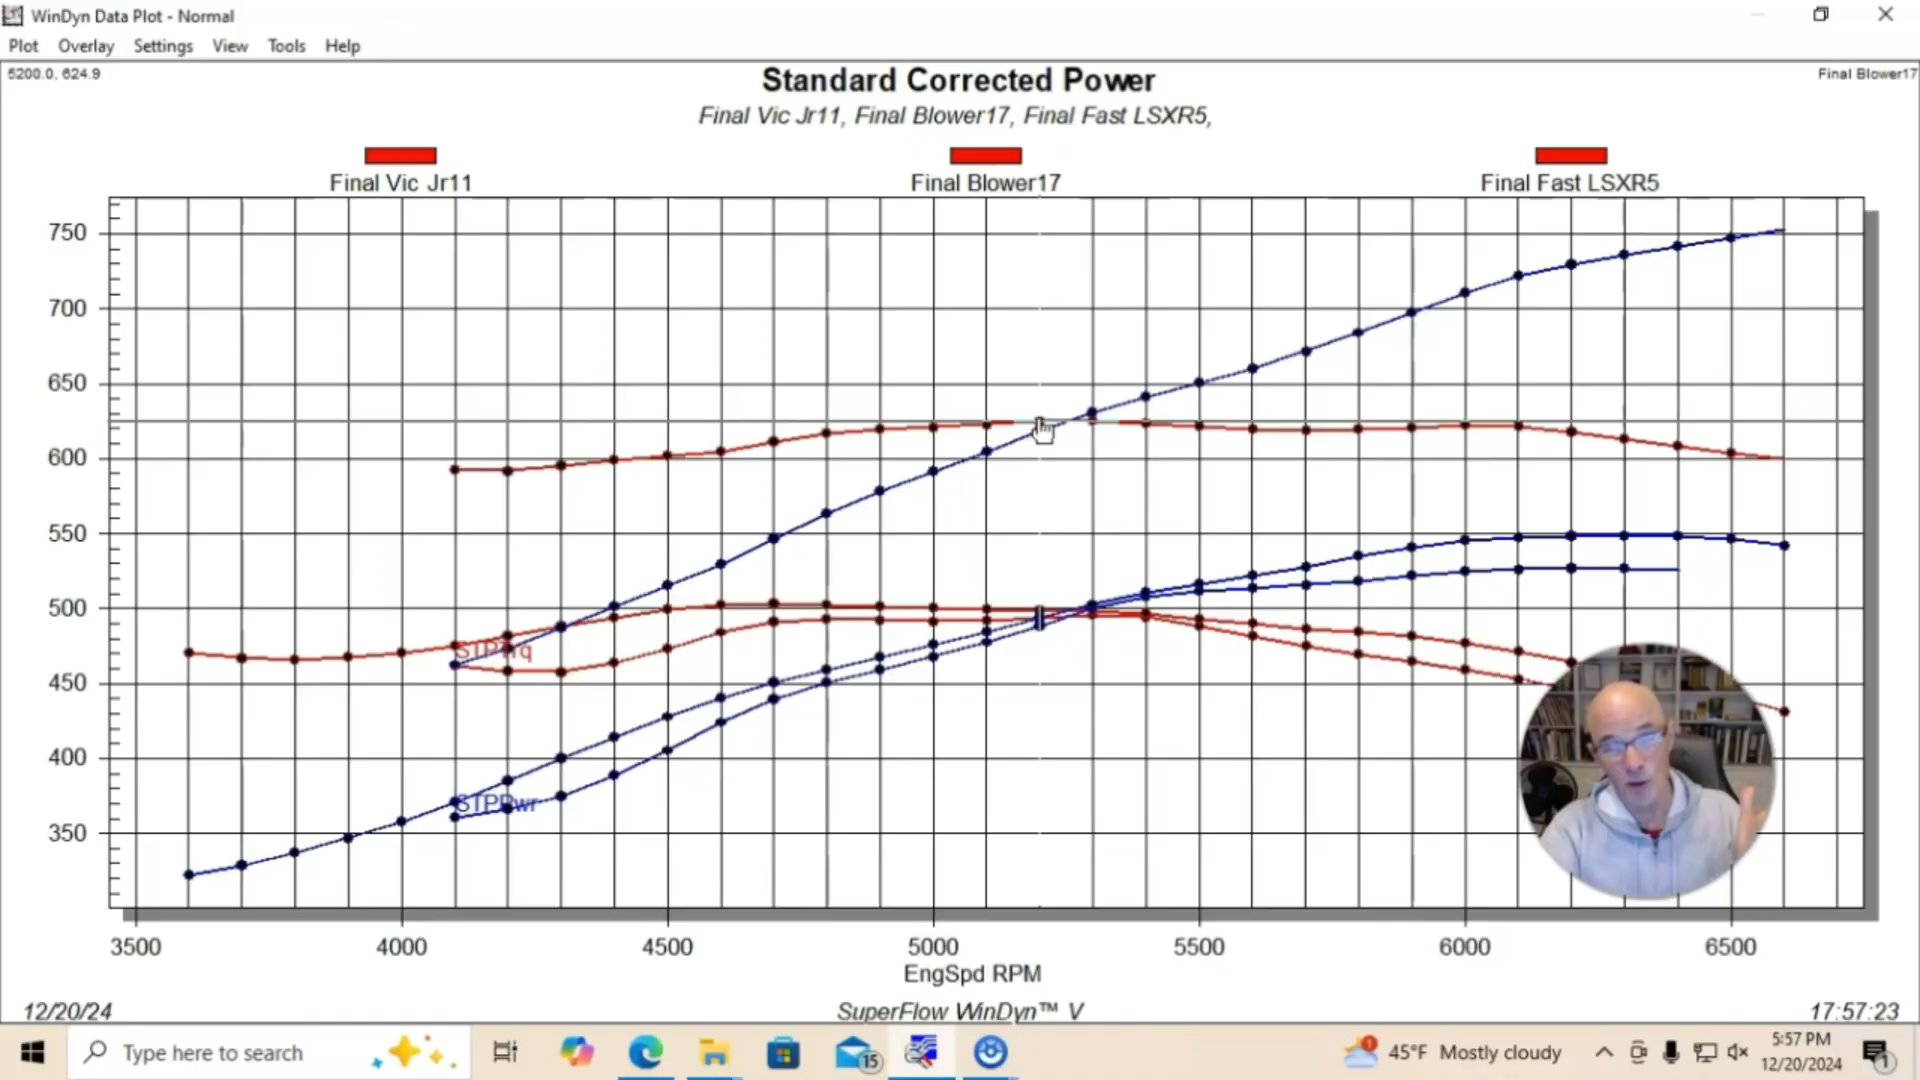 WinDyn Data Plot - Normal
Plot Overlay Settings View Tools Help
5200.0, 624.9
Final Blower17
Standard Corrected Power
Final Vic Jr11, Final Blower17, Final Fast LSXR5,
Final Vic Jr11
Final Blower17
Final Fast LSXR5
750
700
650
600
550
500
450
400
350
STPTrq
STPPwr
3500 4000 4500 5000 5500 6000 6500
EngSpd RPM
12/20/24
SuperFlow WinDyn™ V
17:57:23
Type here to search
15
1
45°F Mostly cloudy
5:57 PM
12/20/2024
1